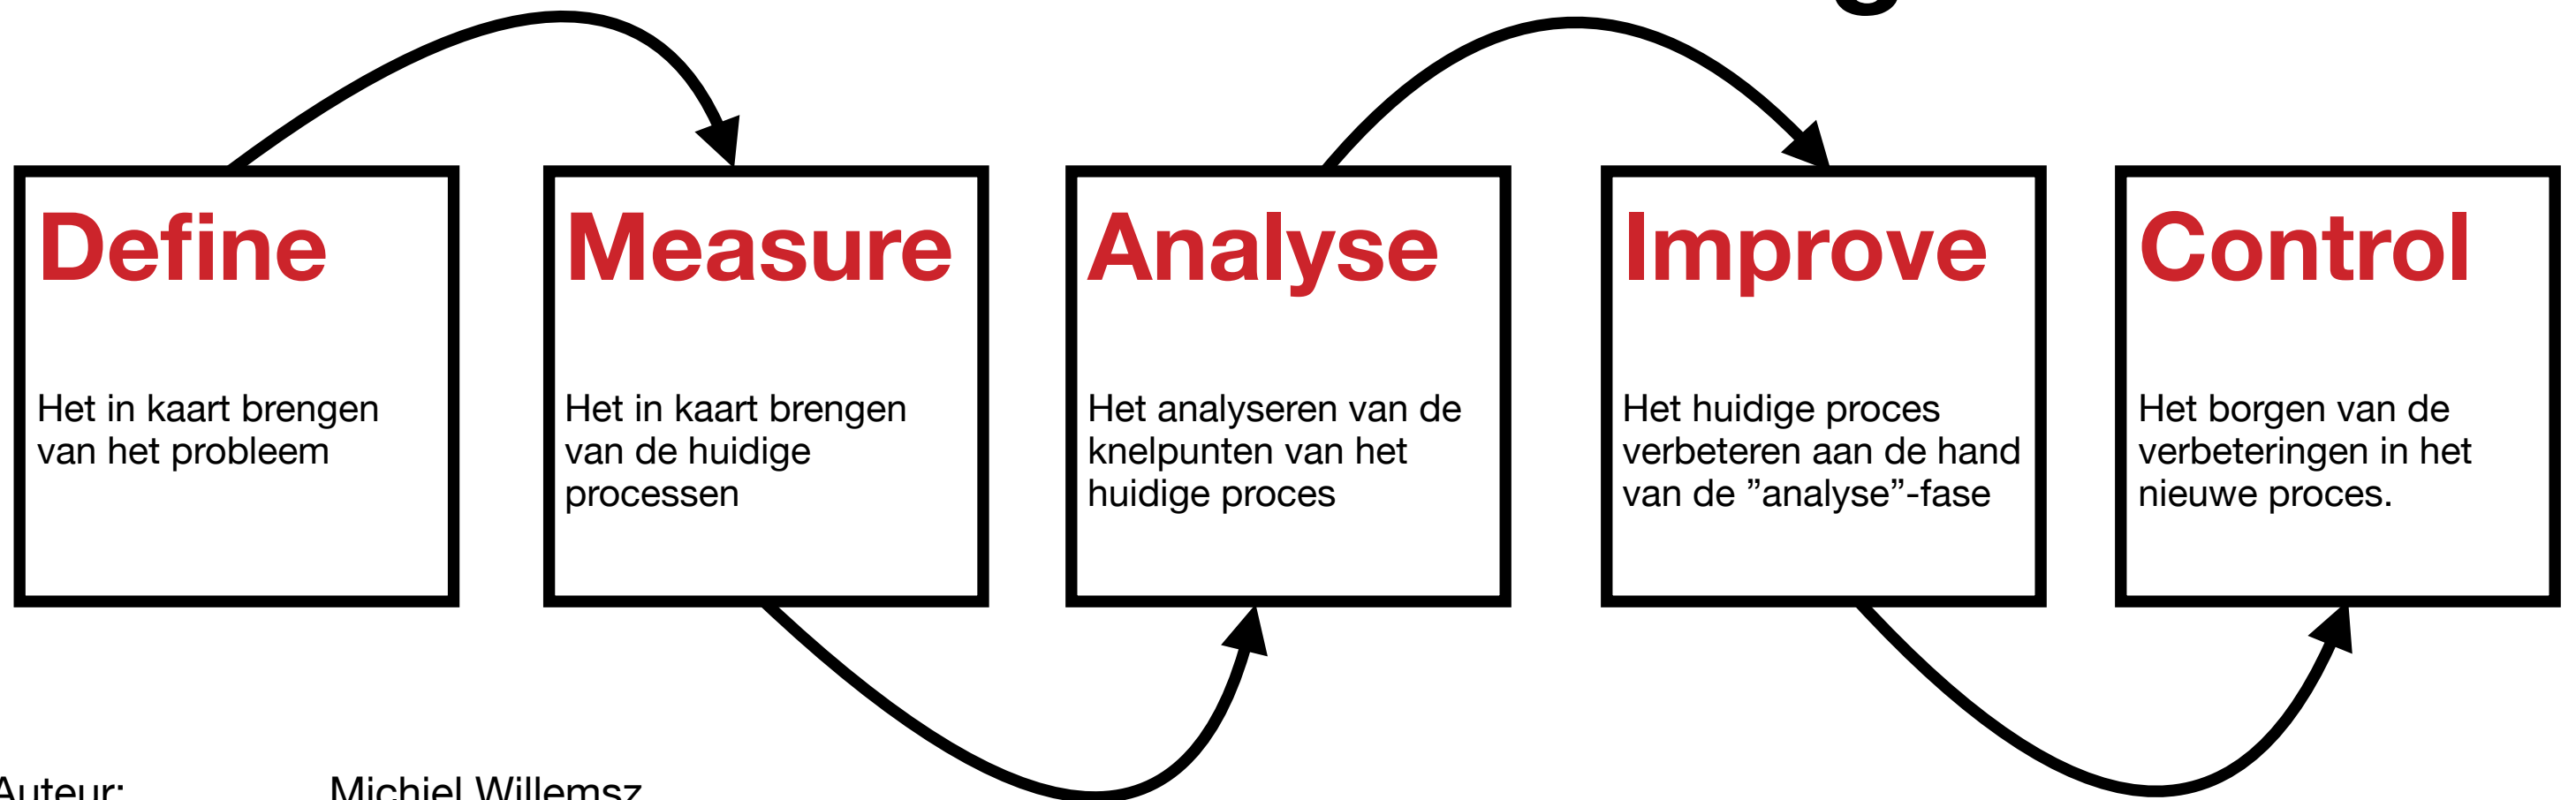 Define
Het in kaart brengen
van het probleem
Measure
Het in kaart brengen
van de huidige
processen
Analyse
Het analyseren van de
knelpunten van het
huidige proces
Improve
Het huidige proces
verbeteren aan de hand
van de ”analyse”-fase
Control
Het borgen van de
verbeteringen in het
nieuwe proces.
Auteur: Michiel Willemsz